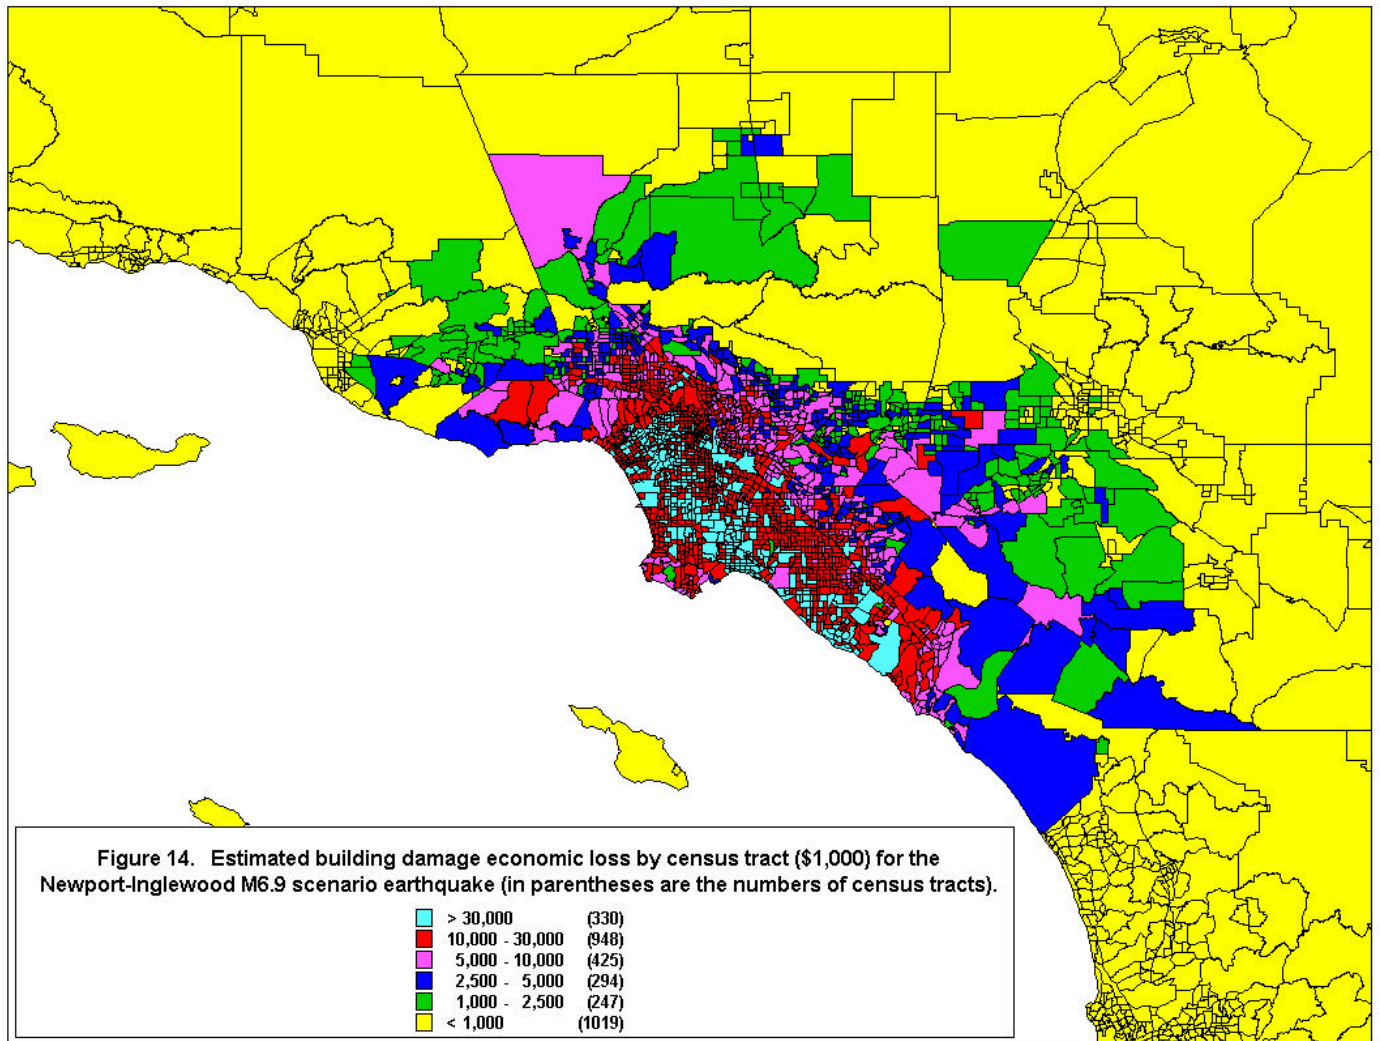 Figure 14. Estimated building damage economic loss by census tract ($1,000) for the
Newport-Inglewood M6.9 scenario earthquake (in parentheses are the numbers of census tracts).
> 30,000 (330)
10,000 - 30,000 (948)
5,000 - 10,000 (425)
2,500 - 5,000 (294)
1,000 - 2,500 (247)
< 1,000 (1019)